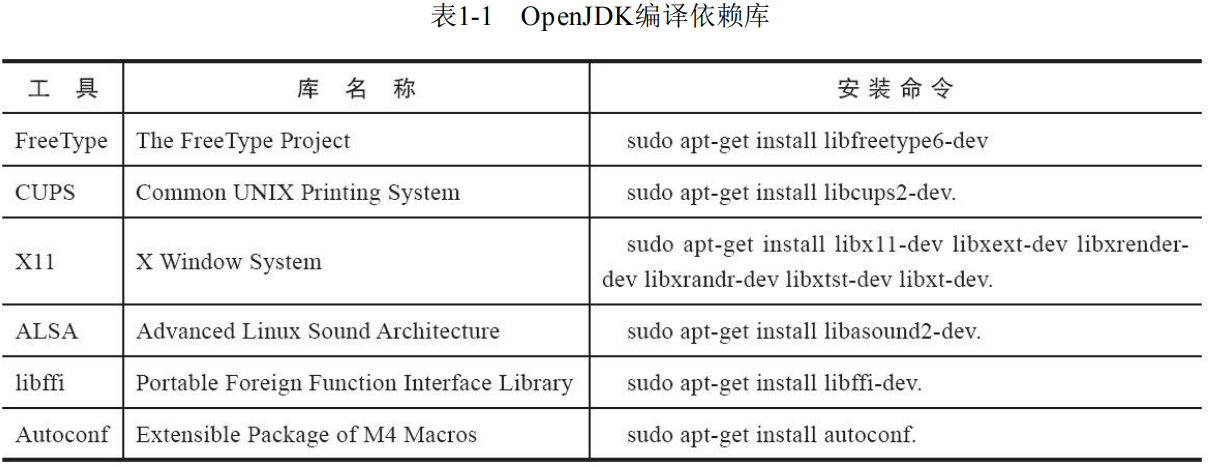 表1-1 OpenJDK编译依赖库
工 具 库 名 称 安 装 命 令
FreeType The FreeType Project sudo apt-get install libfreetype6-dev
CUPS Common UNIX Printing System sudo apt-get install libcups2-dev.
X11 X Window System sudo apt-get install libx11-dev libxext-dev libxrender-
dev libxrandr-dev libxtst-dev libxt-dev.
ALSA Advanced Linux Sound Architecture sudo apt-get install libasound2-dev.
libffi Portable Foreign Function Interface Library sudo apt-get install libffi-dev.
Autoconf Extensible Package of M4 Macros sudo apt-get install autoconf.